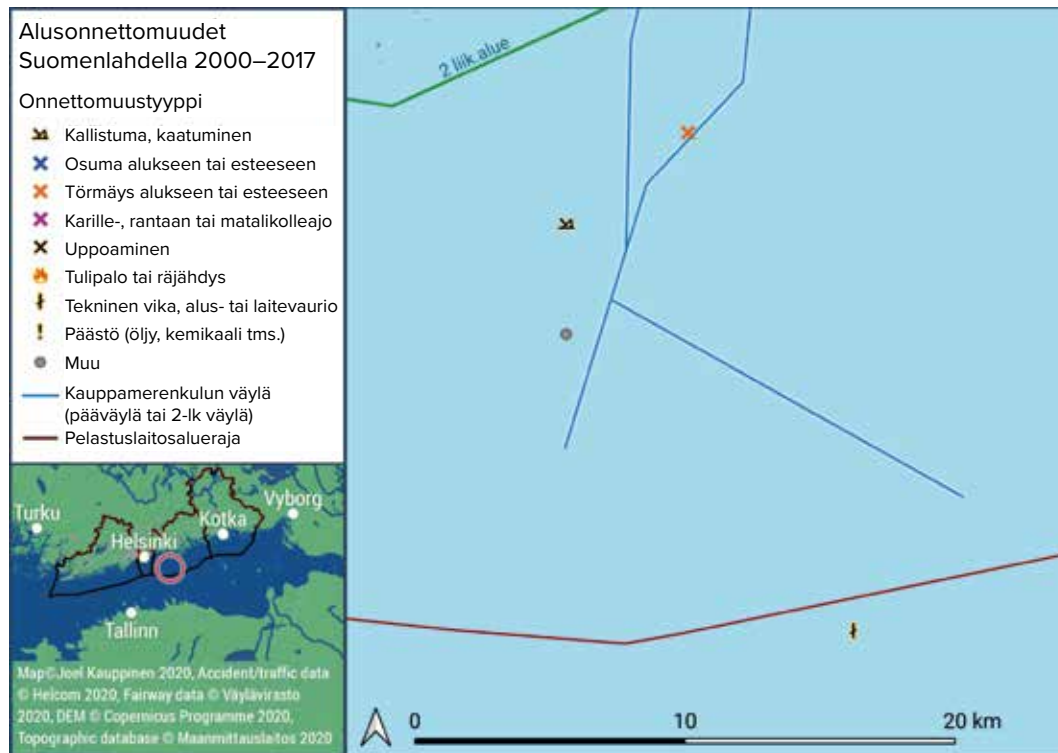 Alusonnettomuudet
Suomenlahdella 2000–2017
Onnettomuustyyppi
Kallistuma, kaatuminen
Osuma alukseen tai esteeseen
Törmäys alukseen tai esteeseen
Karille-, rantaan tai matalikolleajo
Uppoaminen
Tulipalo tai räjähdys
Tekninen vika, alus- tai laitevaurio
Päästö (öljy, kemikaali tms.)
Muu
Kauppamerenkulun väylä
(pääväylä tai 2-lk väylä)
Pelastuslaitosalueraja
2 liik alue
Turku
Helsinki
Kotka
Vyborg
Tallinn
Map©Joel Kauppinen 2020, Accident/traffic data
© Helcom 2020, Fairway data © Väylävirasto
2020, DEM © Copernicus Programme 2020,
Topographic database © Maanmittauslaitos 2020
0 10 20 km